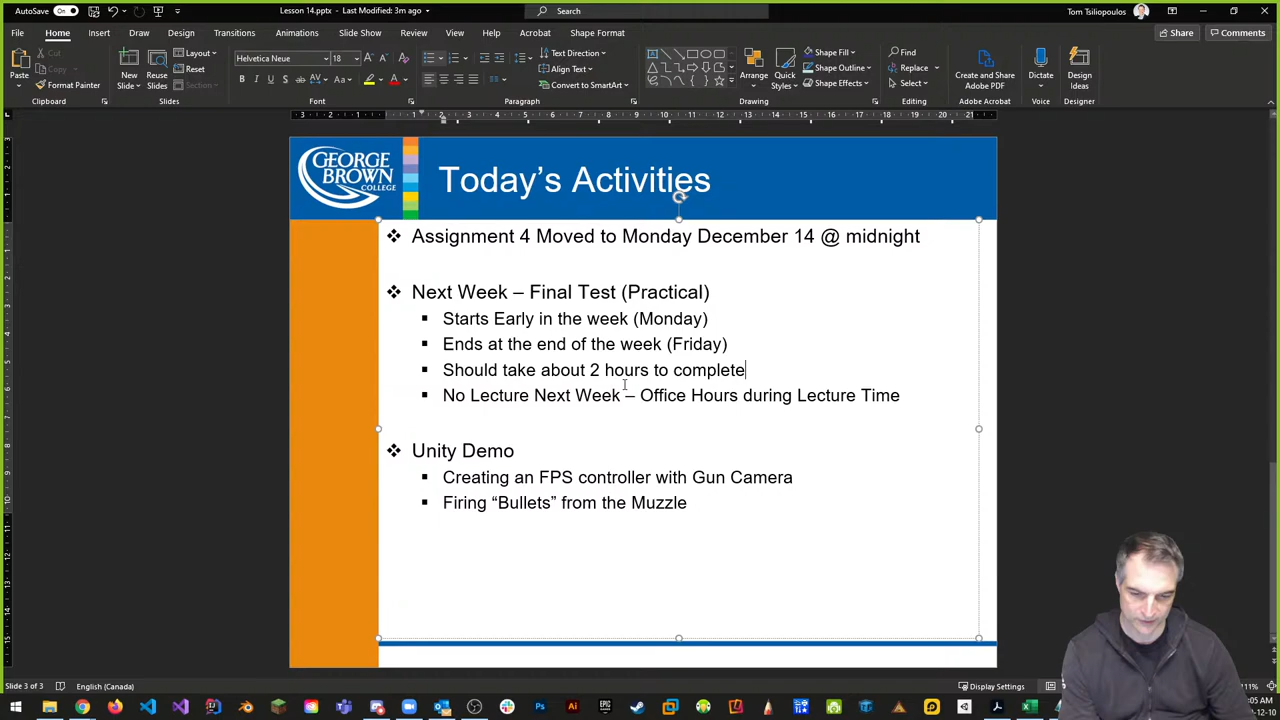 AutoSave On Lesson 14.pptx • Last Modified: 3m ago Search Tom Tsiliopoulos
File Home Insert Draw Design Transitions Animations Slide Show Review View Help Acrobat Shape Format Share Comments
Paste Cut Copy Format Painter
New Slide Reuse Slides Layout Reset Section
Helvetica Neue 18
Text Direction Align Text Convert to SmartArt
Arrange Quick Styles Shape Fill Shape Outline Shape Effects
Find Replace Select
Create and Share Adobe PDF Dictate Design Ideas
Clipboard Slides Font Paragraph Drawing Editing Adobe Acrobat Voice Designer
GEORGE
BROWN
COLLEGE
Today's Activities
❖ Assignment 4 Moved to Monday December 14 @ midnight
❖ Next Week – Final Test (Practical)
▪ Starts Early in the week (Monday)
▪ Ends at the end of the week (Friday)
▪ Should take about 2 hours to complete
▪ No Lecture Next Week – Office Hours during Lecture Time
❖ Unity Demo
▪ Creating an FPS controller with Gun Camera
▪ Firing “Bullets” from the Muzzle
Slide 3 of 3 English (Canada) Display Settings